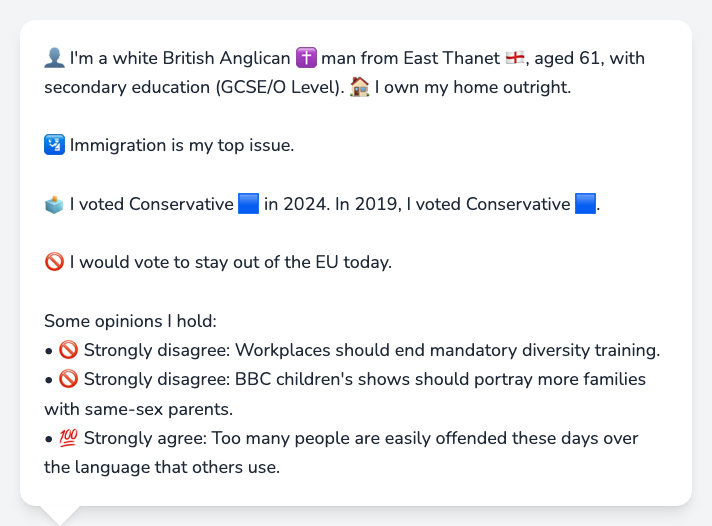 👤 I'm a white British Anglican ✝️ man from East Thanet 🏴󠁧󠁢󠁥󠁮󠁧󠁿, aged 61, with
secondary education (GCSE/O Level). 🏠 I own my home outright.
🛂 Immigration is my top issue.
🗳️ I voted Conservative 🟦 in 2024. In 2019, I voted Conservative 🟦.
🚫 I would vote to stay out of the EU today.
Some opinions I hold:
• 🚫 Strongly disagree: Workplaces should end mandatory diversity training.
• 🚫 Strongly disagree: BBC children's shows should portray more families
with same-sex parents.
• 💯 Strongly agree: Too many people are easily offended these days over
the language that others use.